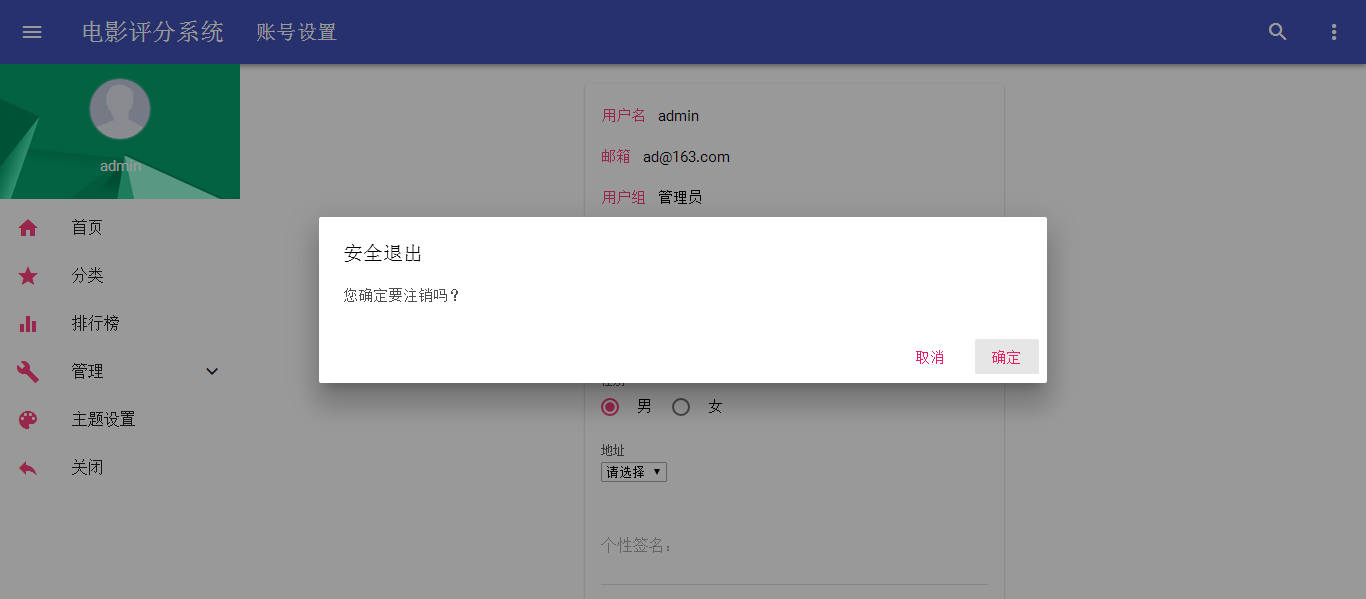 电影评分系统 账号设置
admin
首页
分类
排行榜
管理
主题设置
关闭
用户名 admin
邮箱 ad@163.com
用户组 管理员
安全退出
您确定要注销吗？
取消 确定
性别
男 女
地址
请选择
个性签名：